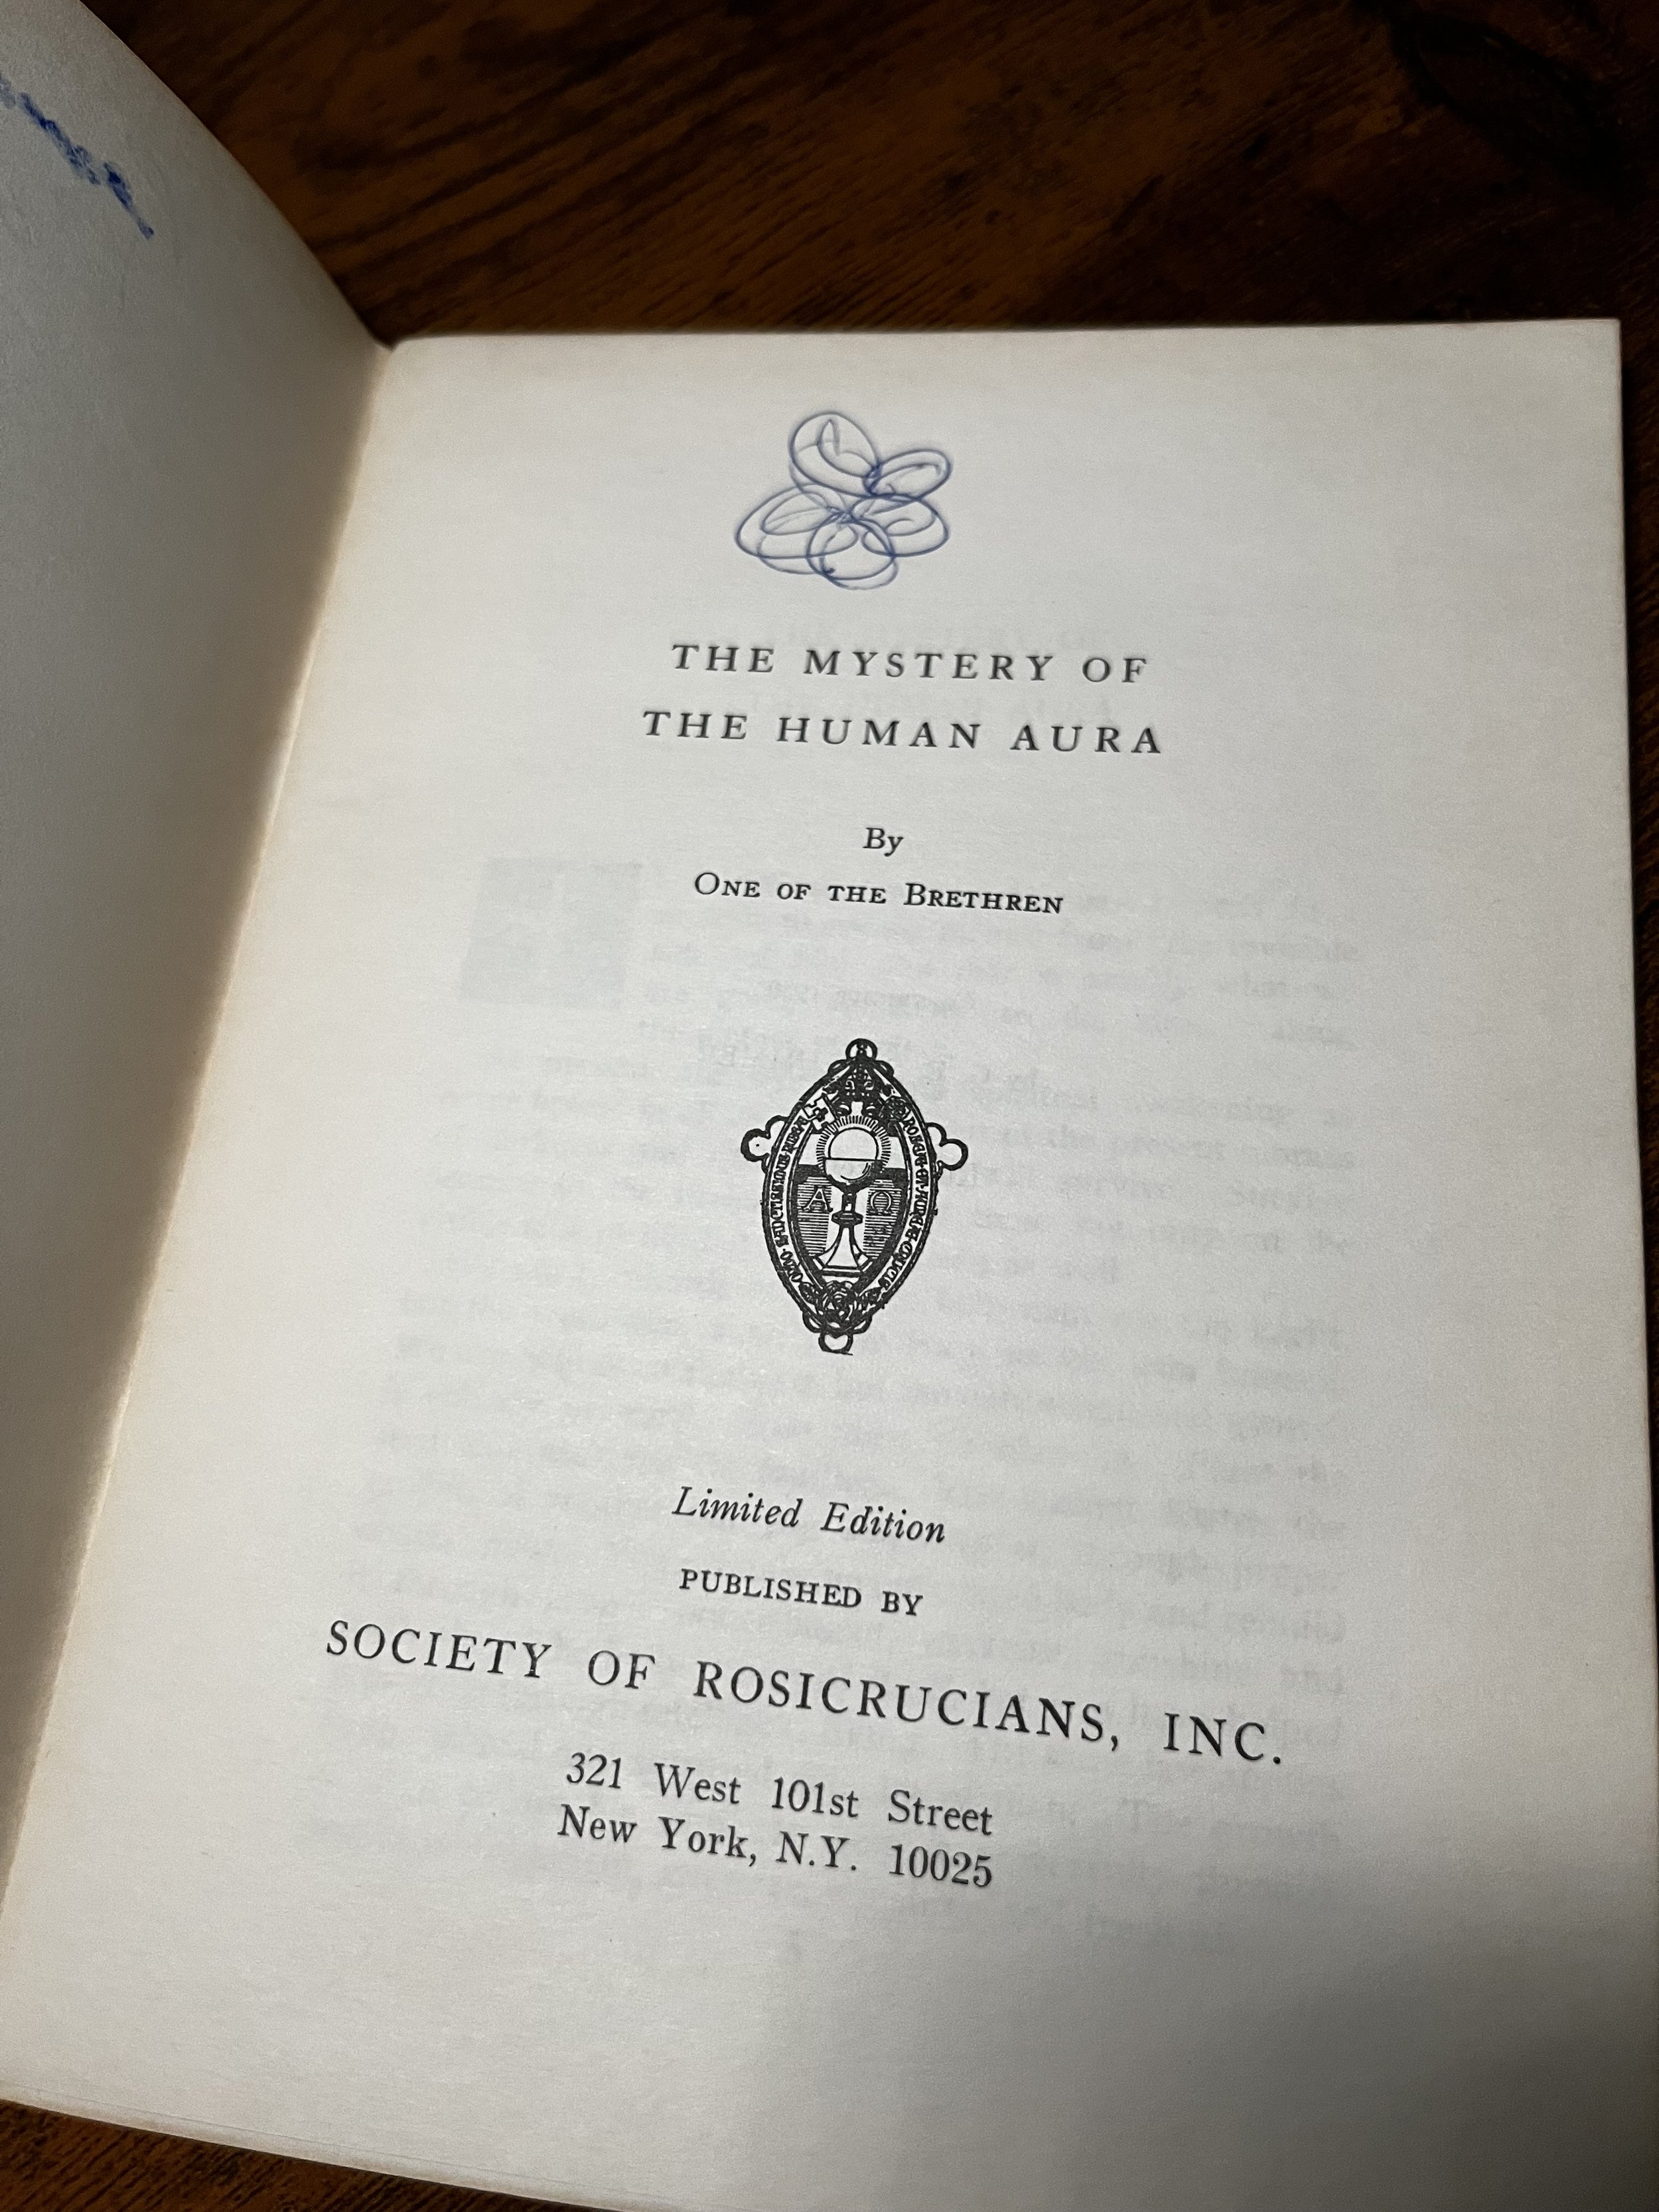 THE MYSTERY OF
THE HUMAN AURA
By
ONE OF THE BRETHREN
A Ω
Limited Edition
PUBLISHED BY
SOCIETY OF ROSICRUCIANS, INC.
321 West 101st Street
New York, N.Y. 10025